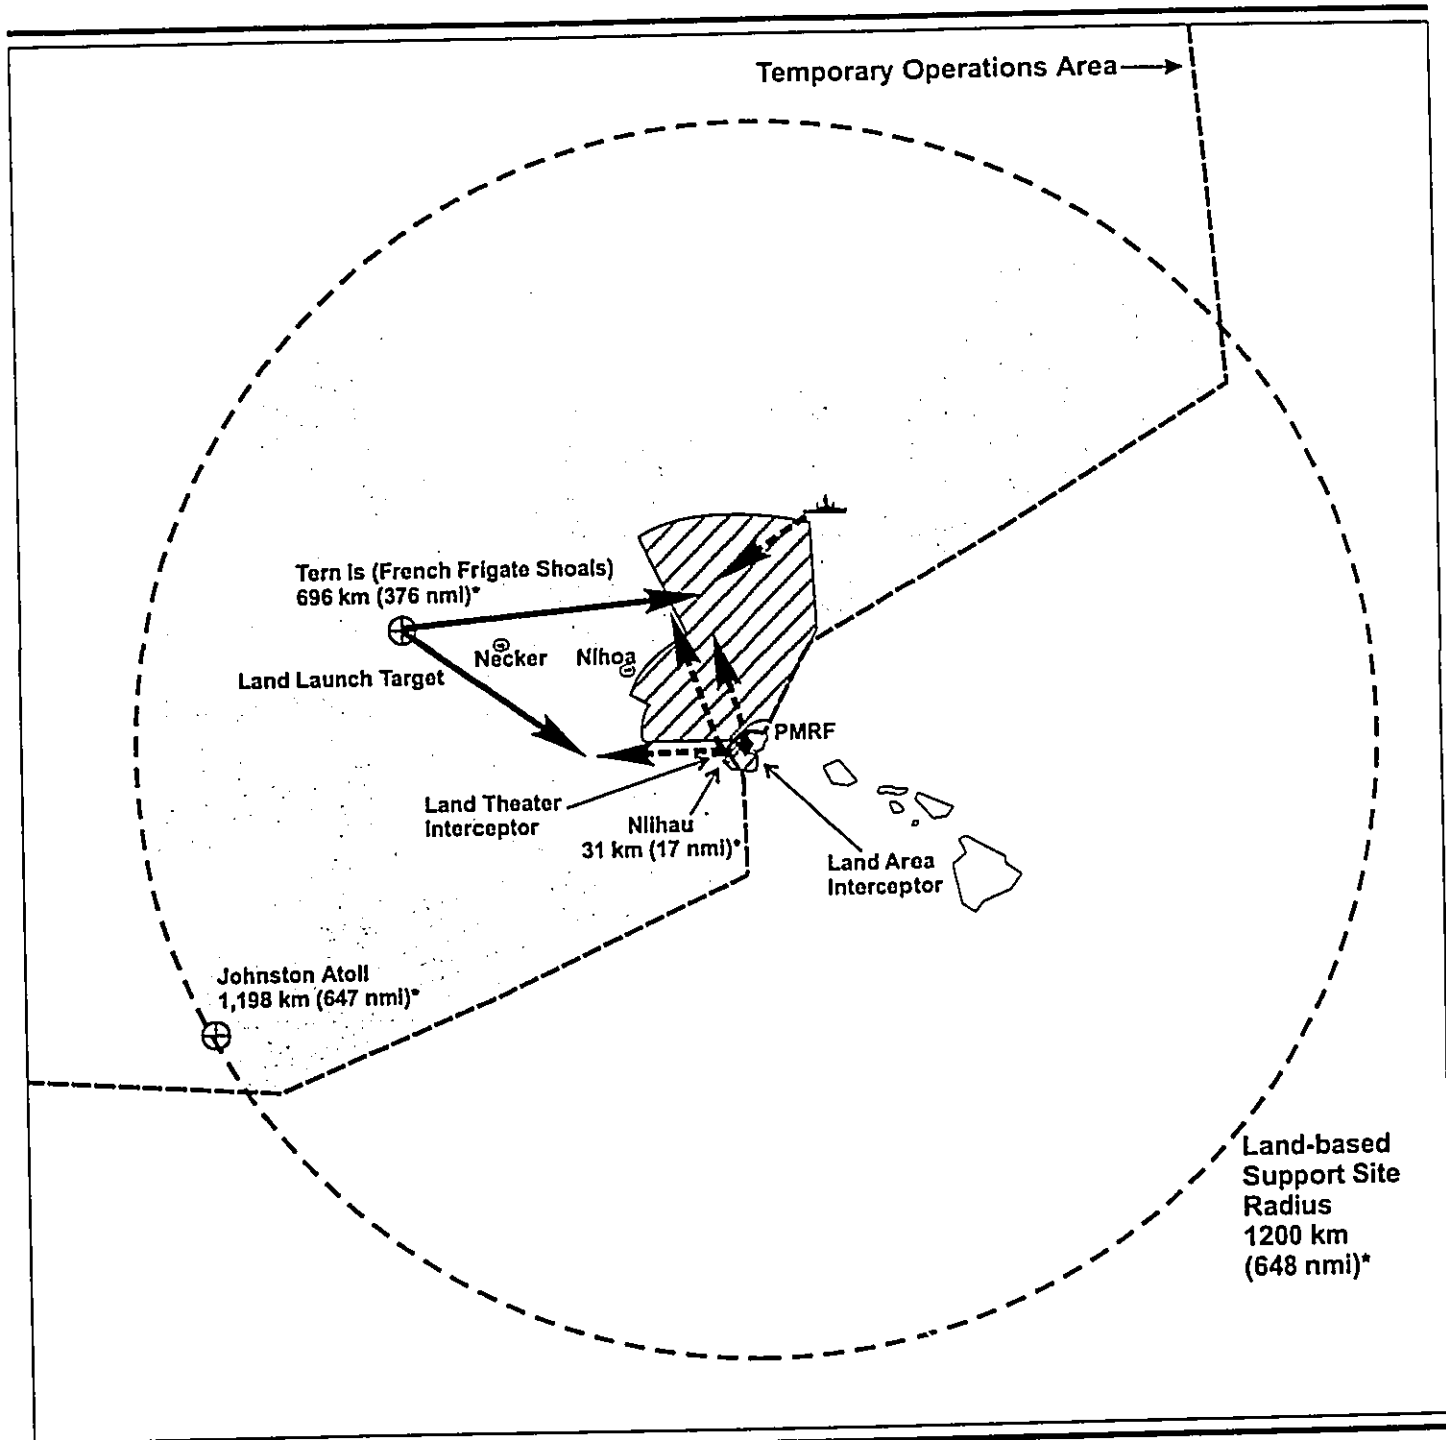 Temporary Operations Area
Tern Is (French Frigate Shoals)
696 km (376 nmi)*
Necker
Nihoa
Land Launch Target
PMRF
Land Theater
Interceptor
Niihau
31 km (17 nmi)*
Land Area
Interceptor
Johnston Atoll
1,198 km (647 nmi)*
Land-based
Support Site
Radius
1200 km
(648 nmi)*